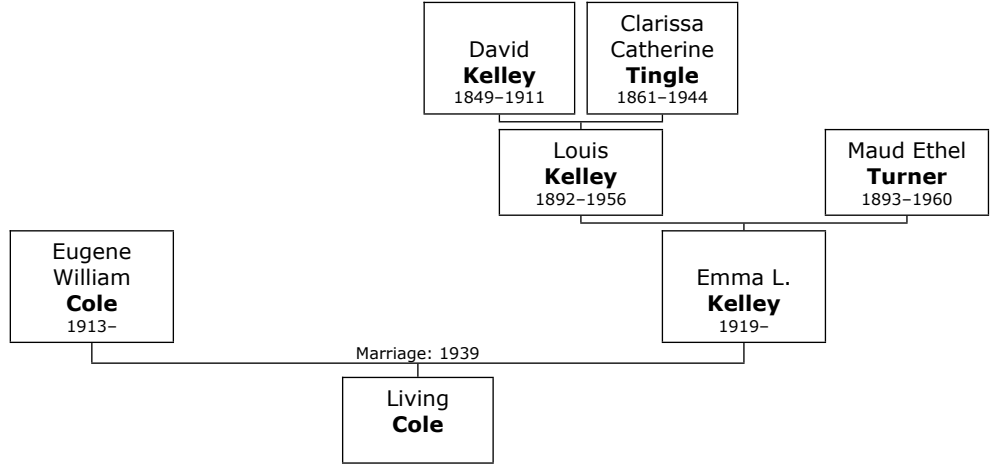 David
Kelley
1849–1911
Clarissa
Catherine
Tingle
1861–1944
Louis
Kelley
1892–1956
Maud Ethel
Turner
1893–1960
Eugene
William
Cole
1913–
Emma L.
Kelley
1919–
Marriage: 1939
Living
Cole